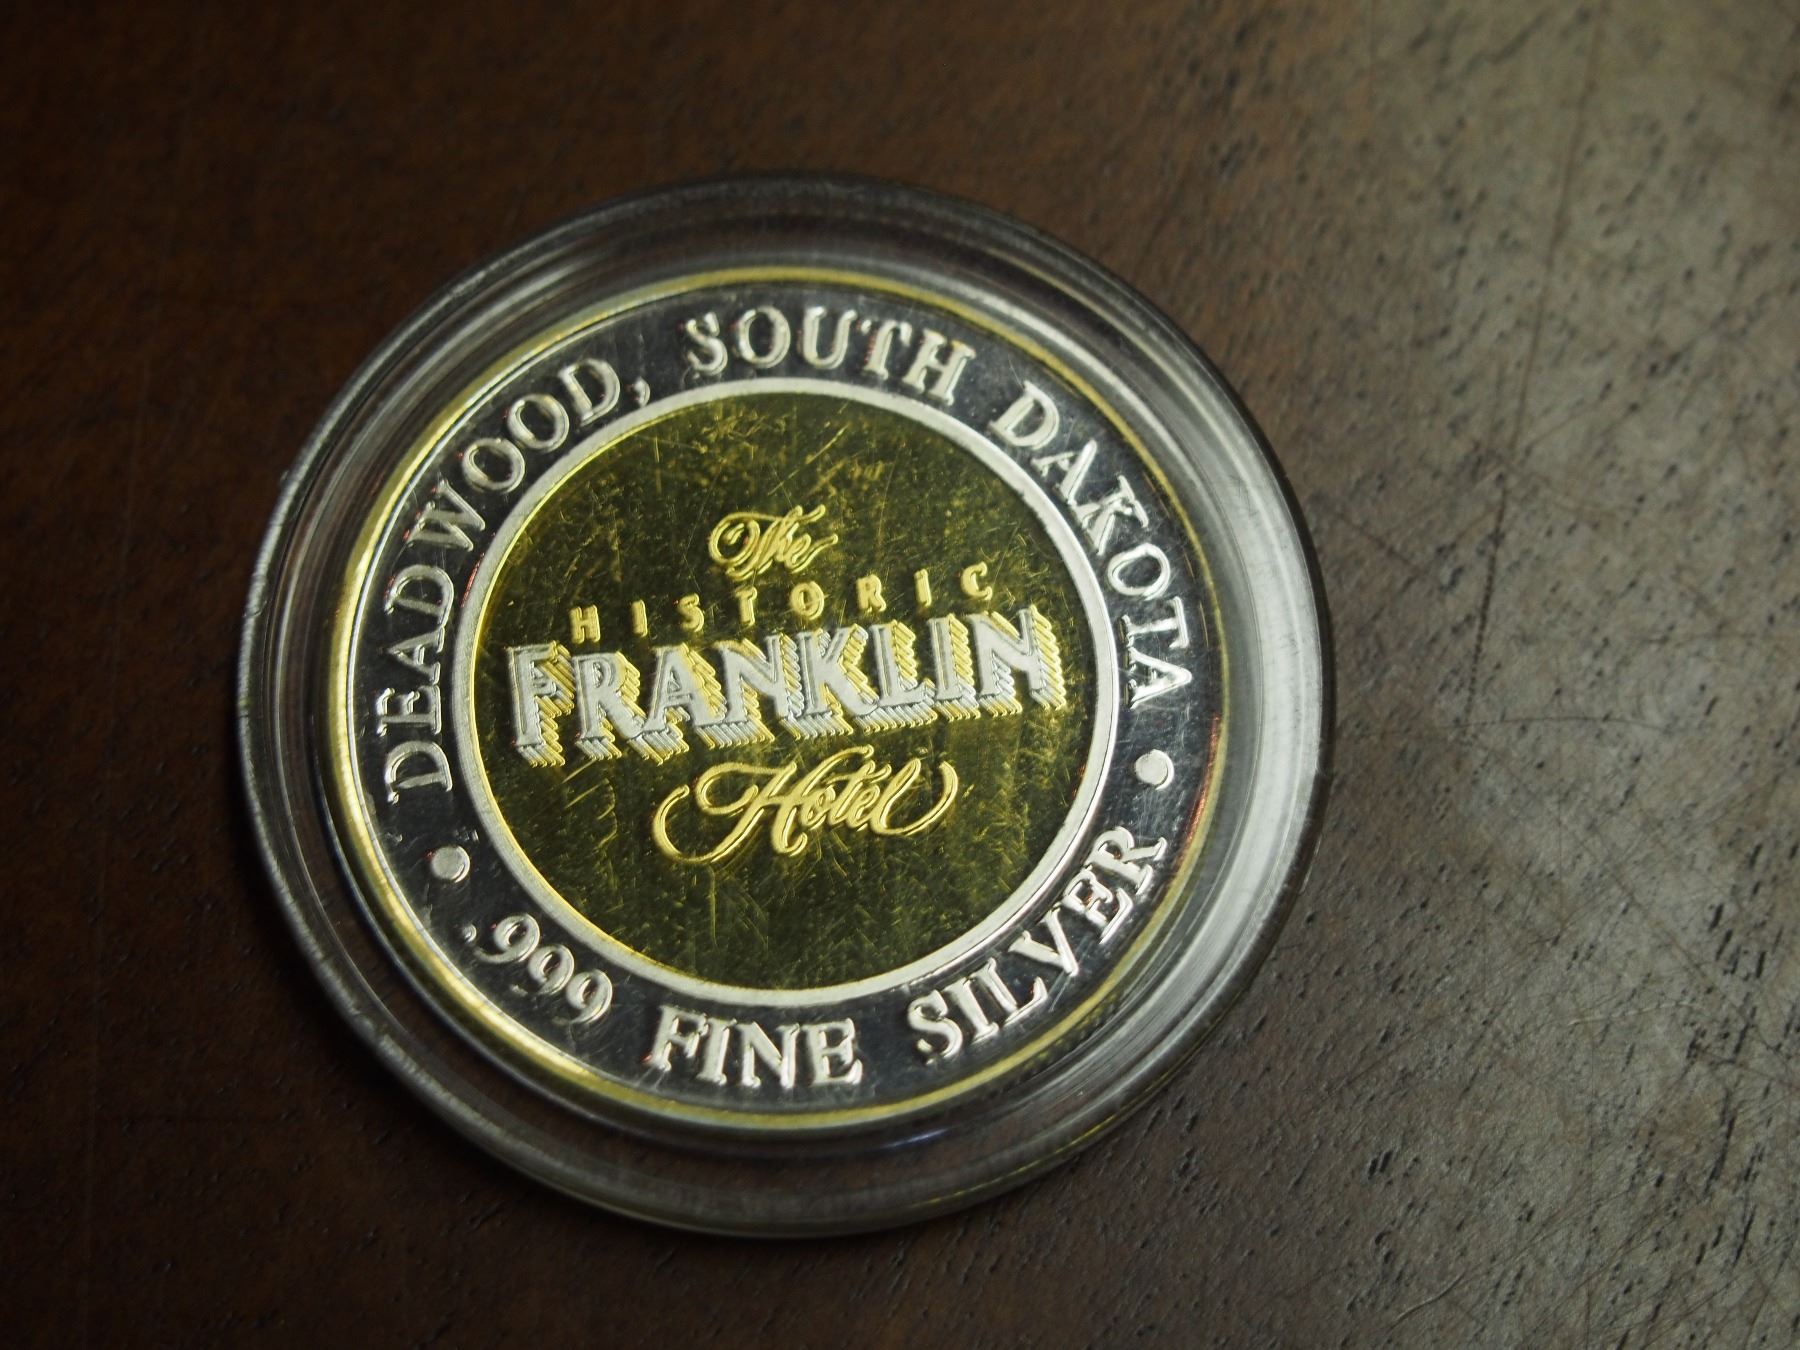 DEADWOOD, SOUTH DAKOTA
The
HISTORIC
FRANKLIN
Hotel
• .999 FINE SILVER •